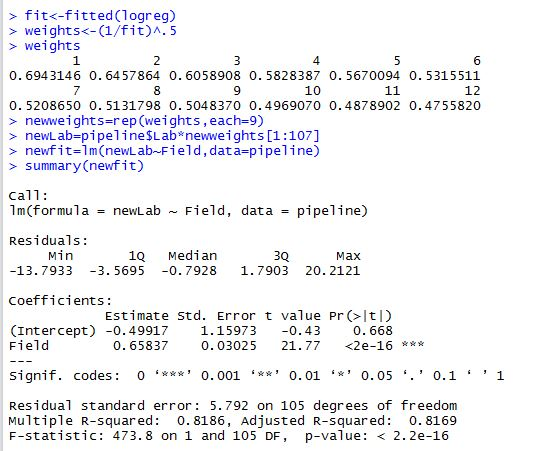 > fit<-fitted(logreg)
> weights<-(1/fit)^.5
> weights
1 2 3 4 5 6
0.6943146 0.6457864 0.6058908 0.5828387 0.5670094 0.5315511
7 8 9 10 11 12
0.5208650 0.5131798 0.5048370 0.4969070 0.4878902 0.4755820
> newweights=rep(weights,each=9)
> newLab=pipeline$Lab*newweights[1:107]
> newfit=lm(newLab~Field,data=pipeline)
> summary(newfit)
Call:
lm(formula = newLab ~ Field, data = pipeline)
Residuals:
Min 1Q Median 3Q Max
-13.7933 -3.5695 -0.7928 1.7903 20.2121
Coefficients:
Estimate Std. Error t value Pr(>|t|)
(Intercept) -0.49917 1.15973 -0.43 0.668
Field 0.65837 0.03025 21.77 <2e-16 ***
---
Signif. codes: 0 ‘***’ 0.001 ‘**’ 0.01 ‘*’ 0.05 ‘.’ 0.1 ‘ ’ 1
Residual standard error: 5.792 on 105 degrees of freedom
Multiple R-squared: 0.8186, Adjusted R-squared: 0.8169
F-statistic: 473.8 on 1 and 105 DF, p-value: < 2.2e-16